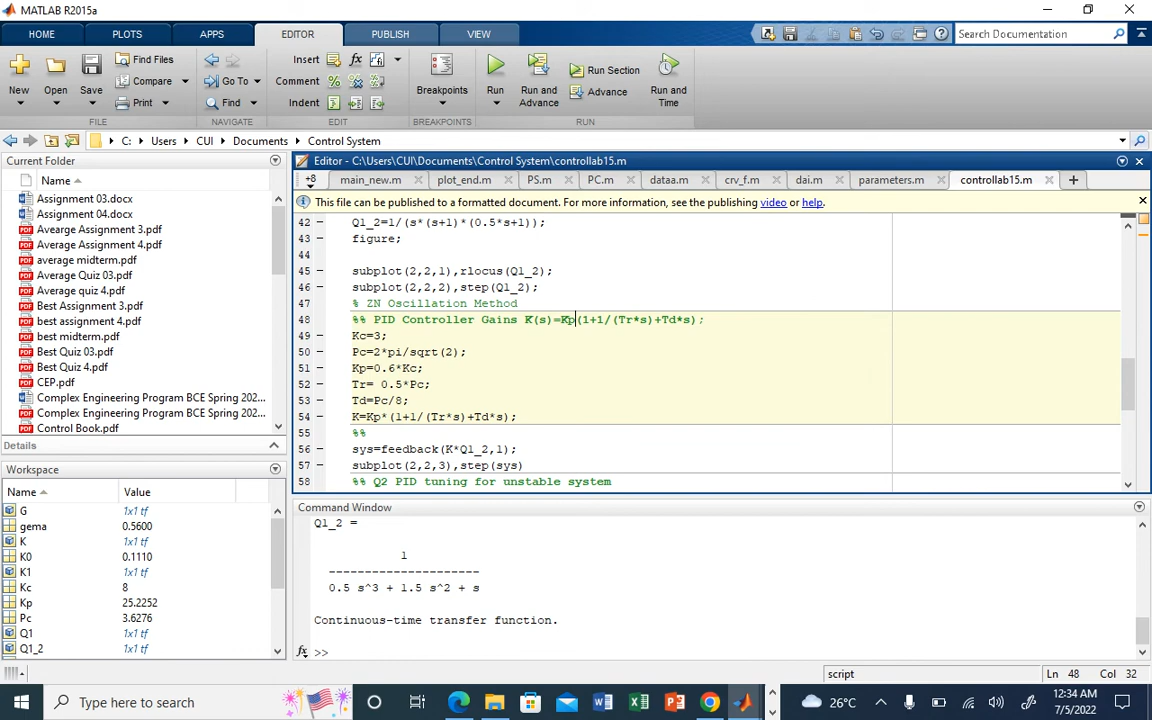 MATLAB R2015a
HOME PLOTS APPS EDITOR PUBLISH VIEW Search Documentation
New Open Save Find Files Compare Print
Go To Find
Insert fx Comment Indent
Breakpoints Run Run and Advance Run Section Advance Run and Time
FILE NAVIGATE EDIT BREAKPOINTS RUN
C: Users CUI Documents Control System
Current Folder
Name
Assignment 03.docx
Assignment 04.docx
Avearge Assignment 3.pdf
Average Assignment 4.pdf
average midterm.pdf
Average Quiz 03.pdf
Average quiz 4.pdf
Best Assignment 3.pdf
best assignment 4.pdf
best midterm.pdf
Best Quiz 03.pdf
Best Quiz 4.pdf
CEP.pdf
Complex Engineering Program BCE Spring 202...
Complex Engineering Program BCE Spring 202...
Control Book.pdf
Details
Workspace
Name Value
G 1x1 tf
gema 0.5600
K 1x1 tf
K0 0.1110
K1 1x1 tf
Kc 8
Kp 25.2252
Pc 3.6276
Q1 1x1 tf
Q1_2 1x1 tf
Editor - C:\Users\CUI\Documents\Control System\controllab15.m
+8 main_new.m plot_end.m PS.m PC.m dataa.m crv_f.m dai.m parameters.m controllab15.m
This file can be published to a formatted document. For more information, see the publishing video or help.
42 Q1_2=1/(s*(s+1)*(0.5*s+1));
43 figure;
44
45 subplot(2,2,1),rlocus(Q1_2);
46 subplot(2,2,2),step(Q1_2);
47 % ZN Oscillation Method
48 %% PID Controller Gains K(s)=Kp(1+1/(Tr*s)+Td*s);
49 Kc=3;
50 Pc=2*pi/sqrt(2);
51 Kp=0.6*Kc;
52 Tr= 0.5*Pc;
53 Td=Pc/8;
54 K=Kp*(1+1/(Tr*s)+Td*s);
55 %%
56 sys=feedback(K*Q1_2,1);
57 subplot(2,2,3),step(sys)
58 %% Q2 PID tuning for unstable system
Command Window
Q1_2 =
1
---------------------
0.5 s^3 + 1.5 s^2 + s
Continuous-time transfer function.
fx >>
script Ln 48 Col 32
Type here to search
26°C
12:34 AM
7/5/2022